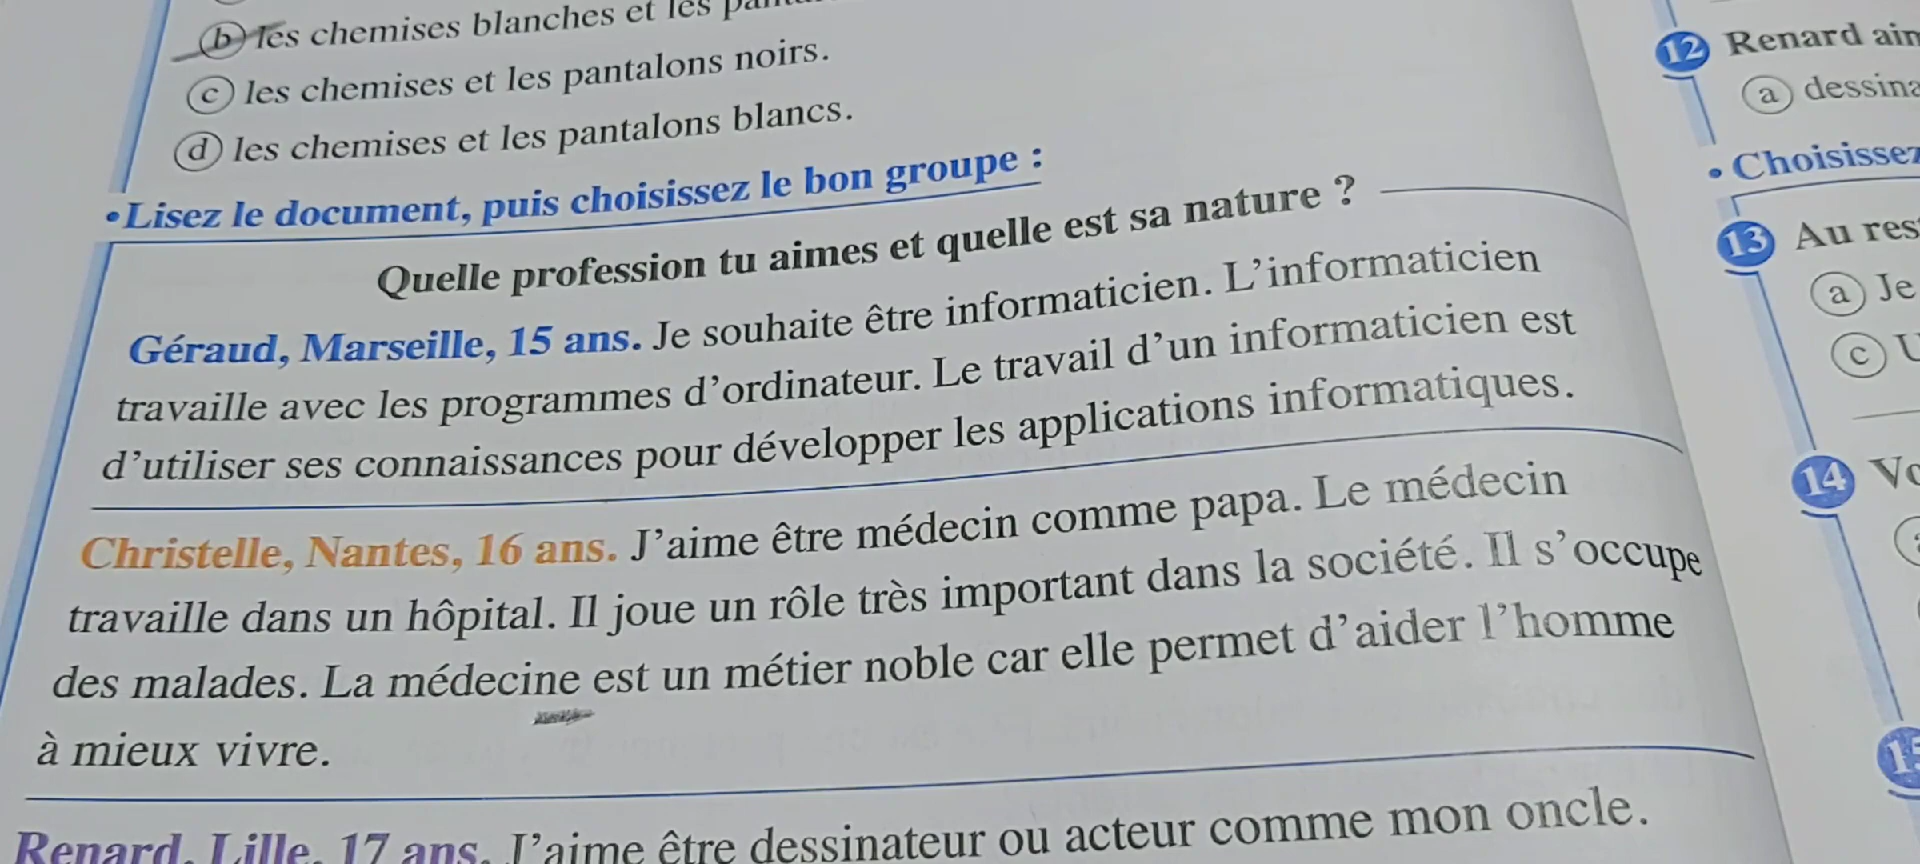 b les chemises blanches et les
c les chemises et les pantalons noirs.
d les chemises et les pantalons blancs.
•Lisez le document, puis choisissez le bon groupe :
Quelle profession tu aimes et quelle est sa nature ?
Géraud, Marseille, 15 ans. Je souhaite être informaticien. L'informaticien
travaille avec les programmes d'ordinateur. Le travail d'un informaticien est
d'utiliser ses connaissances pour développer les applications informatiques.
Christelle, Nantes, 16 ans. J'aime être médecin comme papa. Le médecin
travaille dans un hôpital. Il joue un rôle très important dans la société. Il s'occupe
des malades. La médecine est un métier noble car elle permet d'aider l'homme
à mieux vivre.
Renard, Lille, 17 ans. J'aime être dessinateur ou acteur comme mon oncle.
12 Renard
a
• Choisissez
13 Au
a Je
c
14